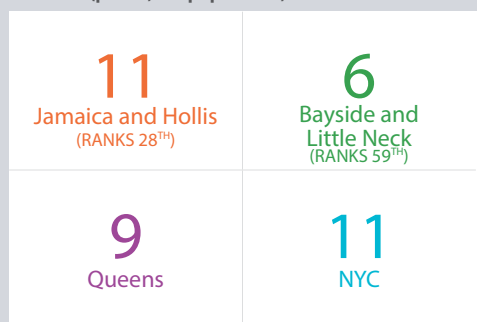 11
Jamaica and Hollis
(RANKS 28TH)
6
Bayside and
Little Neck
(RANKS 59TH)
9
Queens
11
NYC